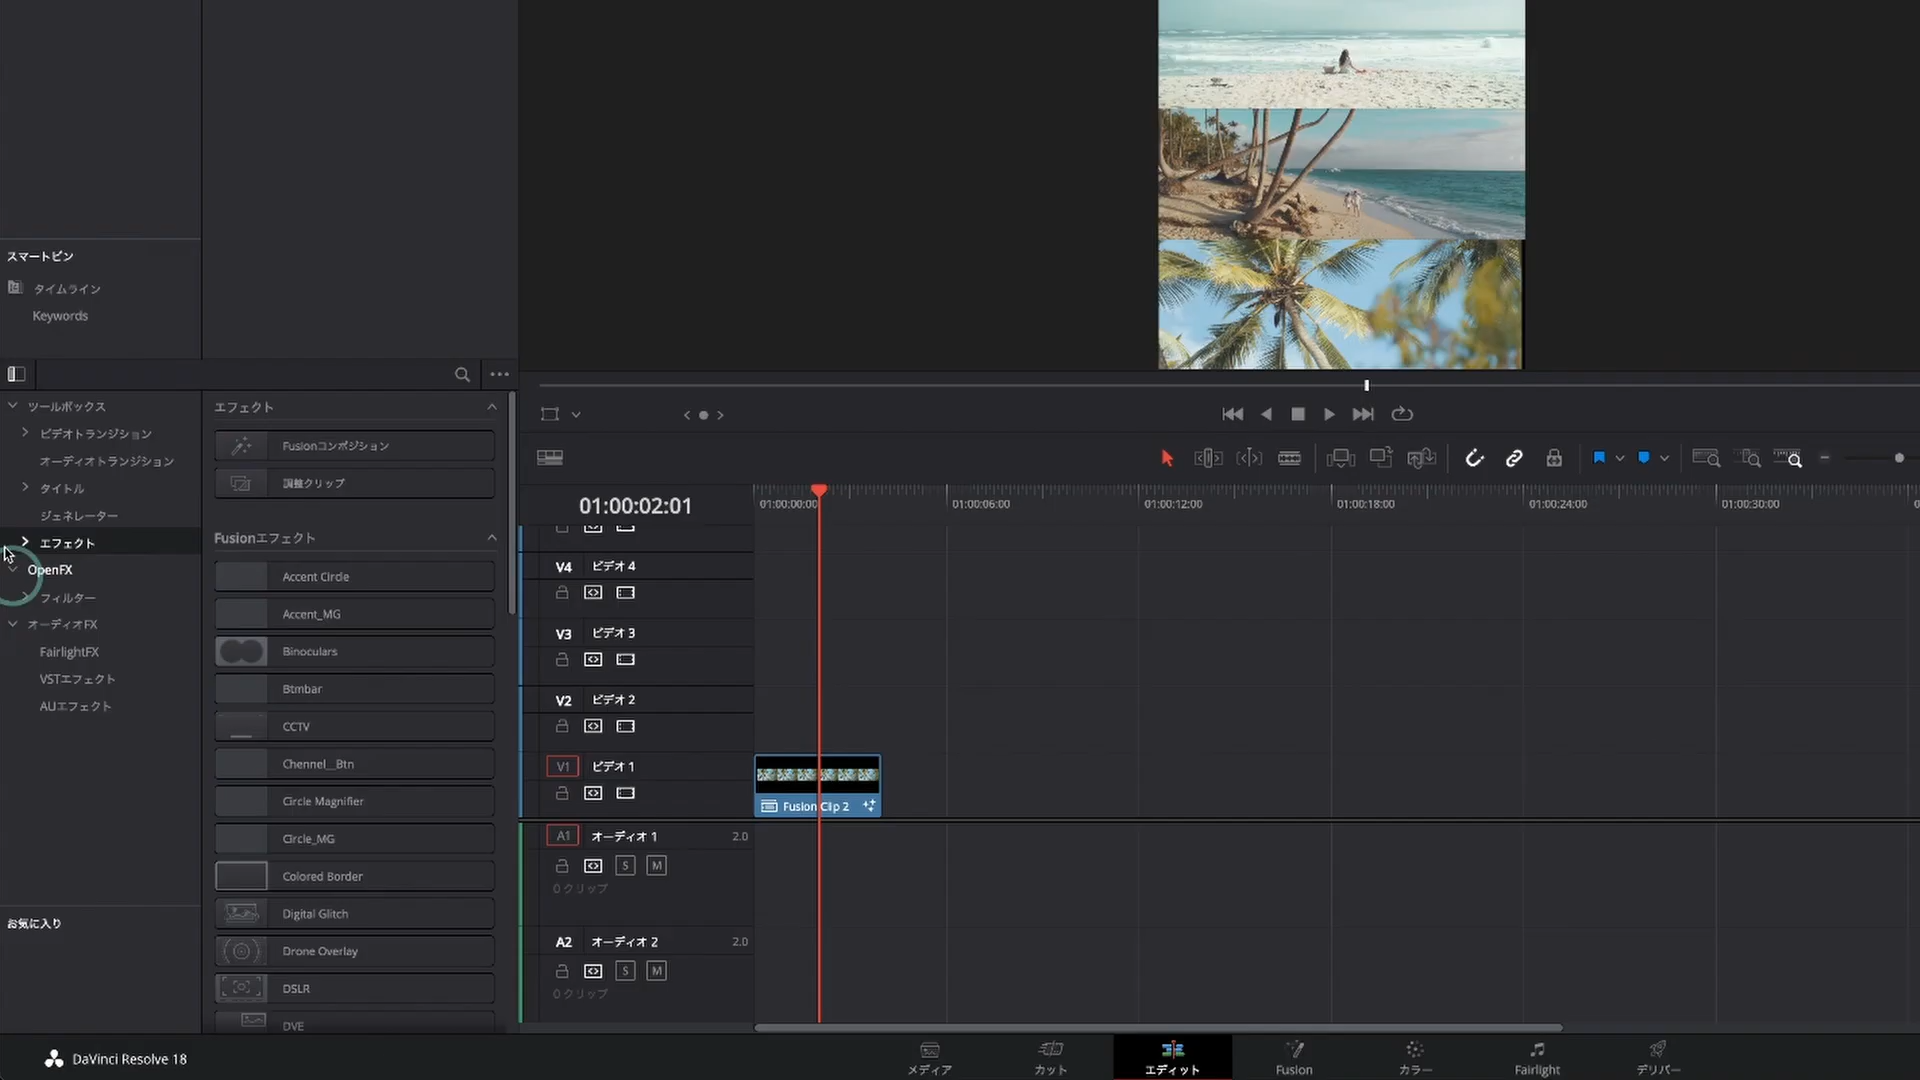 スマートビン
タイムライン
Keywords
ツールボックス
ビデオトランジション
オーディオトランジション
タイトル
ジェネレーター
エフェクト
OpenFX
フィルター
オーディオFX
FairlightFX
VSTエフェクト
AUエフェクト
お気に入り
エフェクト
Fusionコンポジション
調整クリップ
Fusionエフェクト
Accent Circle
Accent_MG
Binoculars
Btmbar
CCTV
Chennel__Btn
Circle Magnifier
Circle_MG
Colored Border
Digital Glitch
Drone Overlay
DSLR
DVE
01:00:02:01
01:00:00:00
01:00:06:00
01:00:12:00
01:00:18:00
01:00:24:00
01:00:30:00
V4 ビデオ 4
V3 ビデオ 3
V2 ビデオ 2
V1 ビデオ 1
Fusion Clip 2
A1 オーディオ 1 2.0
S M
0 クリップ
A2 オーディオ 2 2.0
S M
0 クリップ
DaVinci Resolve 18
メディア
カット
エディット
Fusion
カラー
Fairlight
デリバー